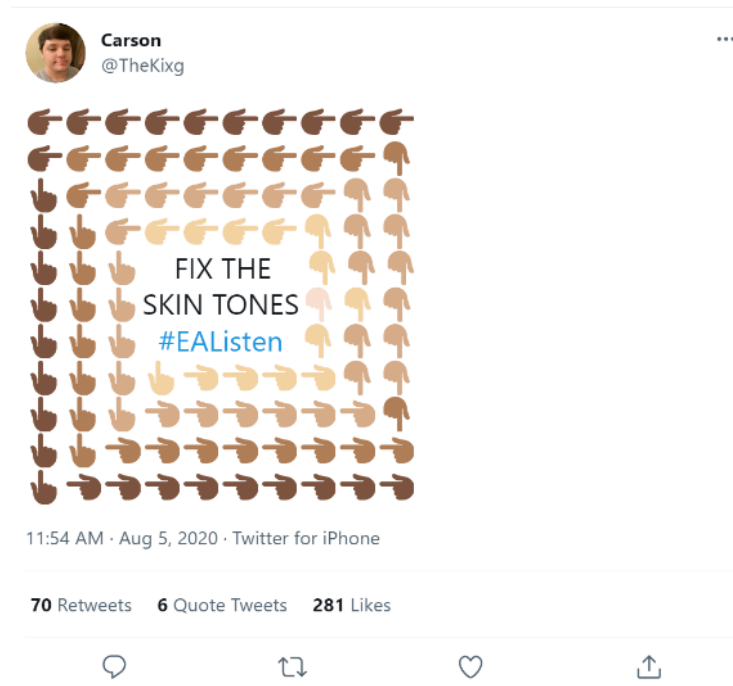 Carson
@TheKixg
FIX THE
SKIN TONES
#EAListen
11:54 AM · Aug 5, 2020 · Twitter for iPhone
70 Retweets 6 Quote Tweets 281 Likes